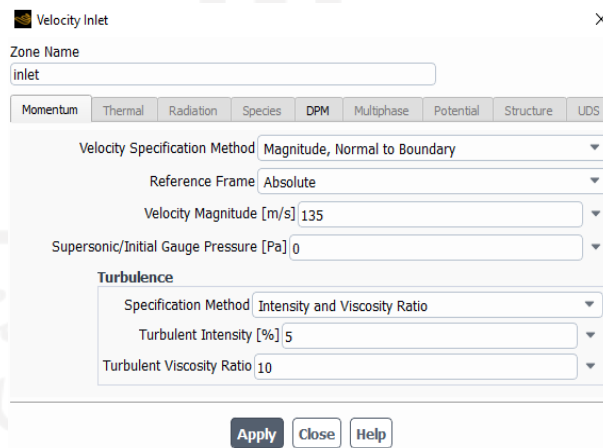 Velocity Inlet
Zone Name
inlet
Momentum Thermal Radiation Species DPM Multiphase Potential Structure UDS
Velocity Specification Method Magnitude, Normal to Boundary
Reference Frame Absolute
Velocity Magnitude [m/s] 135
Supersonic/Initial Gauge Pressure [Pa] 0
Turbulence
Specification Method Intensity and Viscosity Ratio
Turbulent Intensity [%] 5
Turbulent Viscosity Ratio 10
Apply Close Help